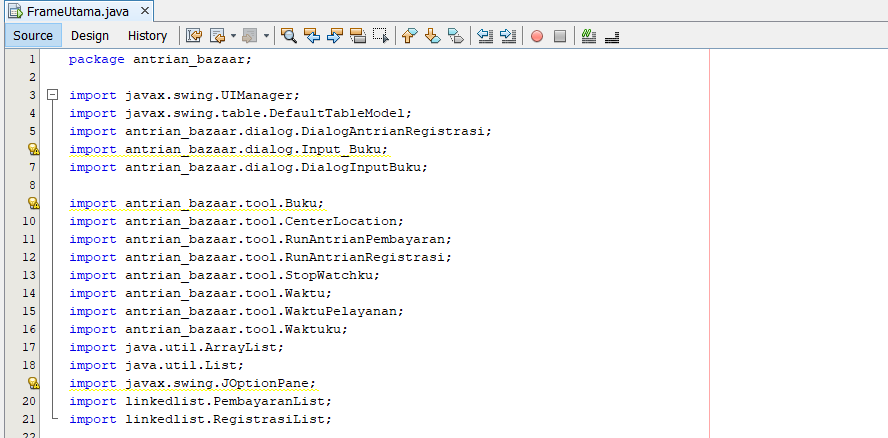 FrameUtama.java
Source Design History
1 package antrian_bazaar;
2
3 import javax.swing.UIManager;
4 import javax.swing.table.DefaultTableModel;
5 import antrian_bazaar.dialog.DialogAntrianRegistrasi;
import antrian_bazaar.dialog.Input_Buku;
7 import antrian_bazaar.dialog.DialogInputBuku;
8
import antrian_bazaar.tool.Buku;
10 import antrian_bazaar.tool.CenterLocation;
11 import antrian_bazaar.tool.RunAntrianPembayaran;
12 import antrian_bazaar.tool.RunAntrianRegistrasi;
13 import antrian_bazaar.tool.StopWatchku;
14 import antrian_bazaar.tool.Waktu;
15 import antrian_bazaar.tool.WaktuPelayanan;
16 import antrian_bazaar.tool.Waktuku;
17 import java.util.ArrayList;
18 import java.util.List;
import javax.swing.JOptionPane;
20 import linkedlist.PembayaranList;
21 import linkedlist.RegistrasiList;
22